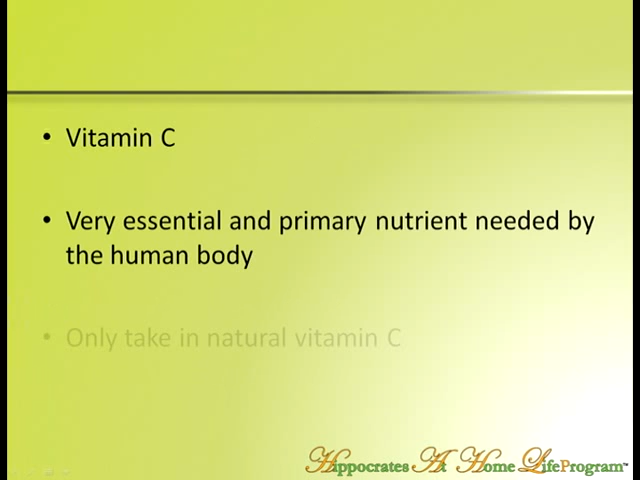 • Vitamin C
• Very essential and primary nutrient needed by
the human body
• Only take in natural vitamin C
Hippocrates At Home LifeProgram™